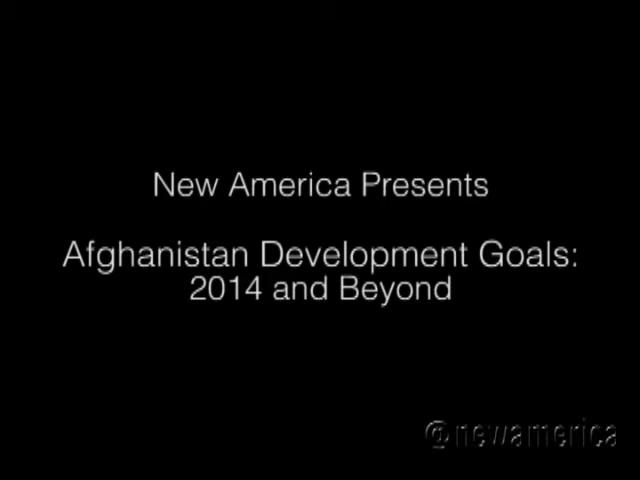 New America Presents
Afghanistan Development Goals:
2014 and Beyond
@newamerica